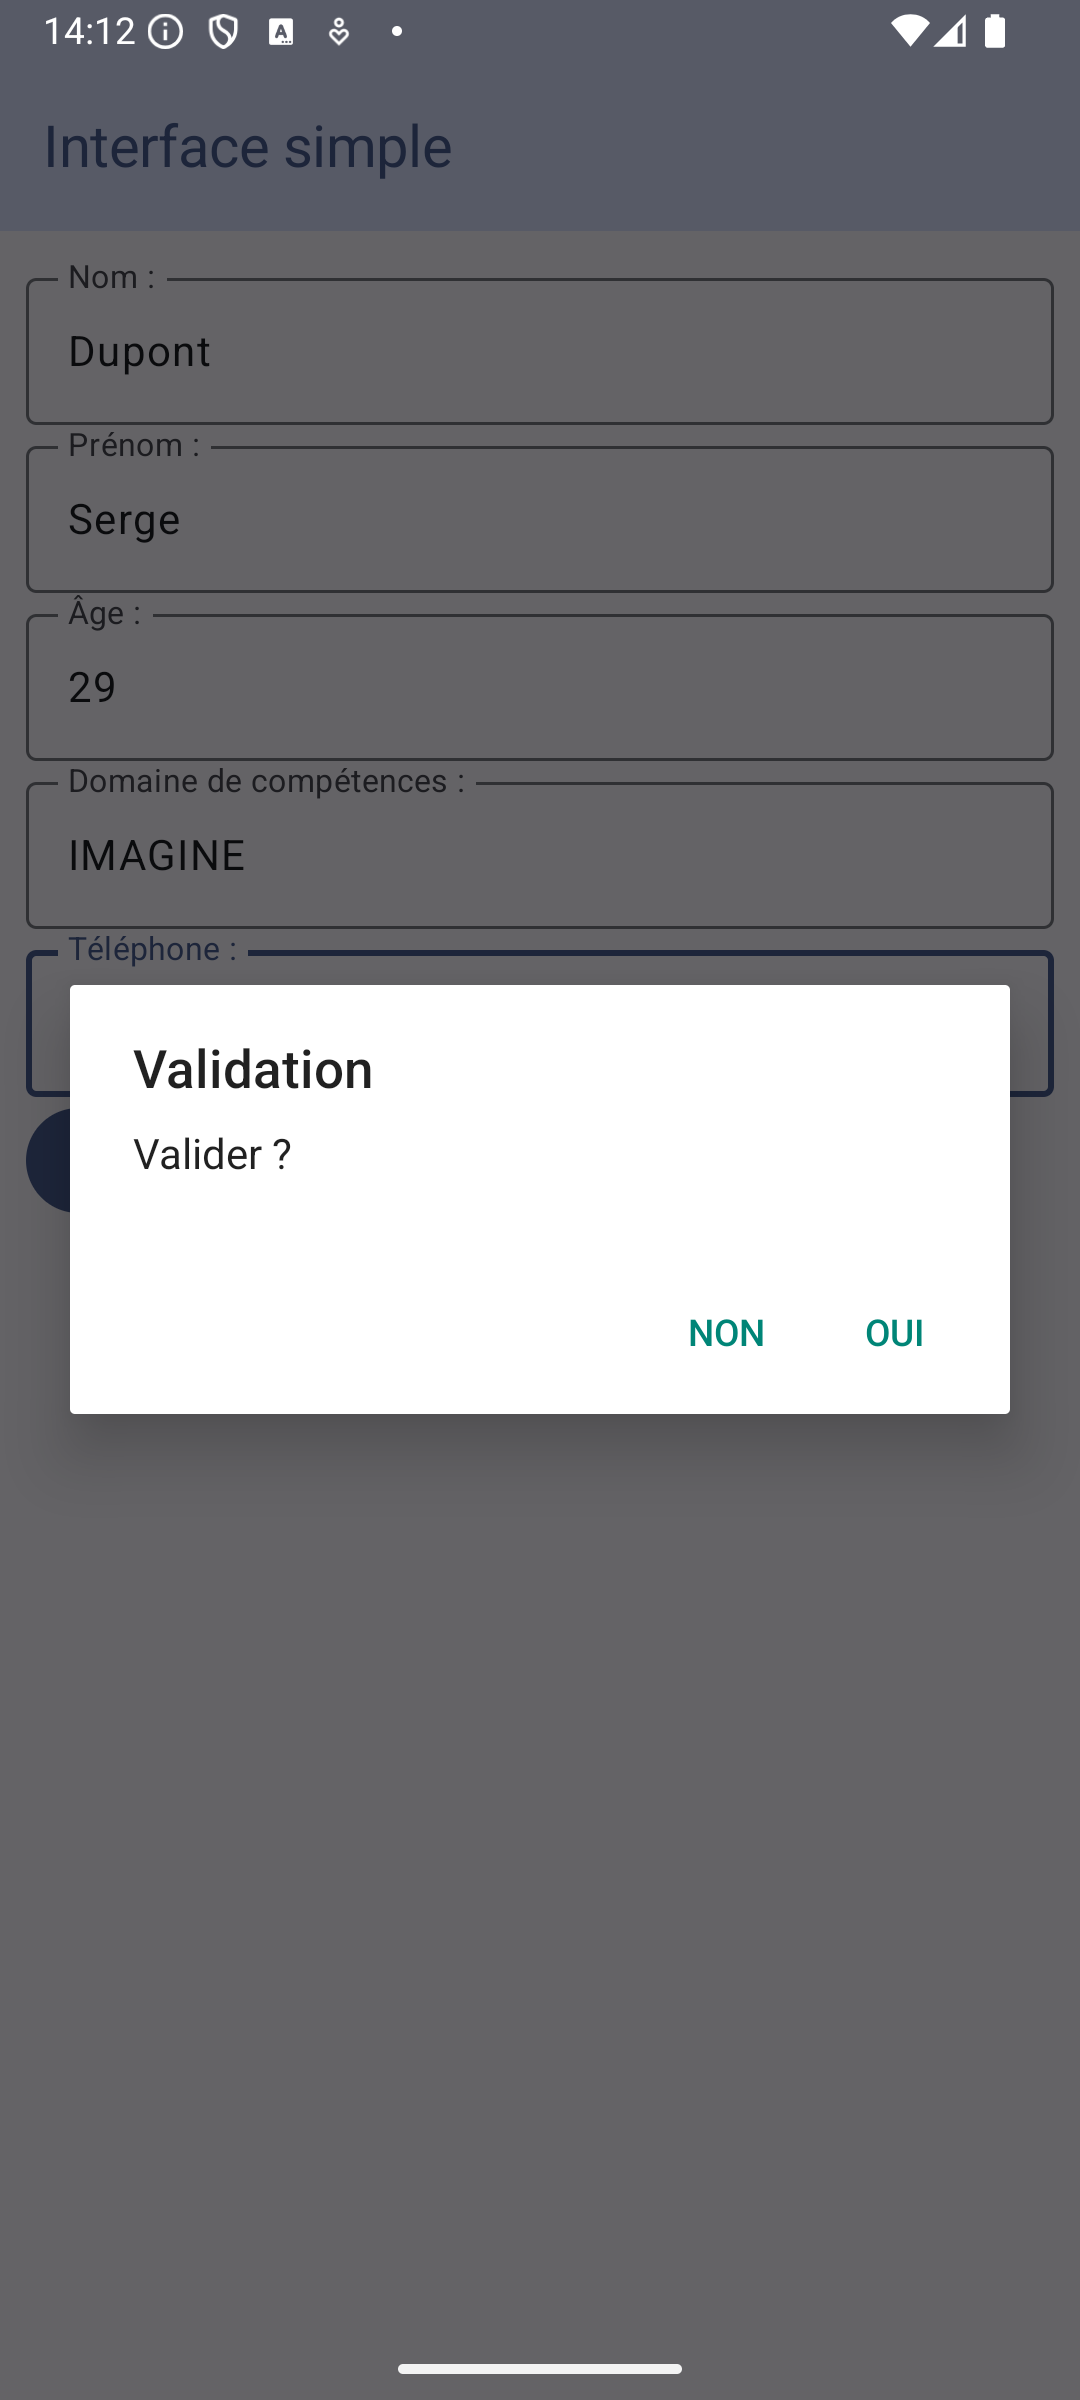 14:12
Interface simple
Nom :
Dupont
Prénom :
Serge
Âge :
29
Domaine de compétences :
IMAGINE
Téléphone :
Validation
Valider ?
NON OUI